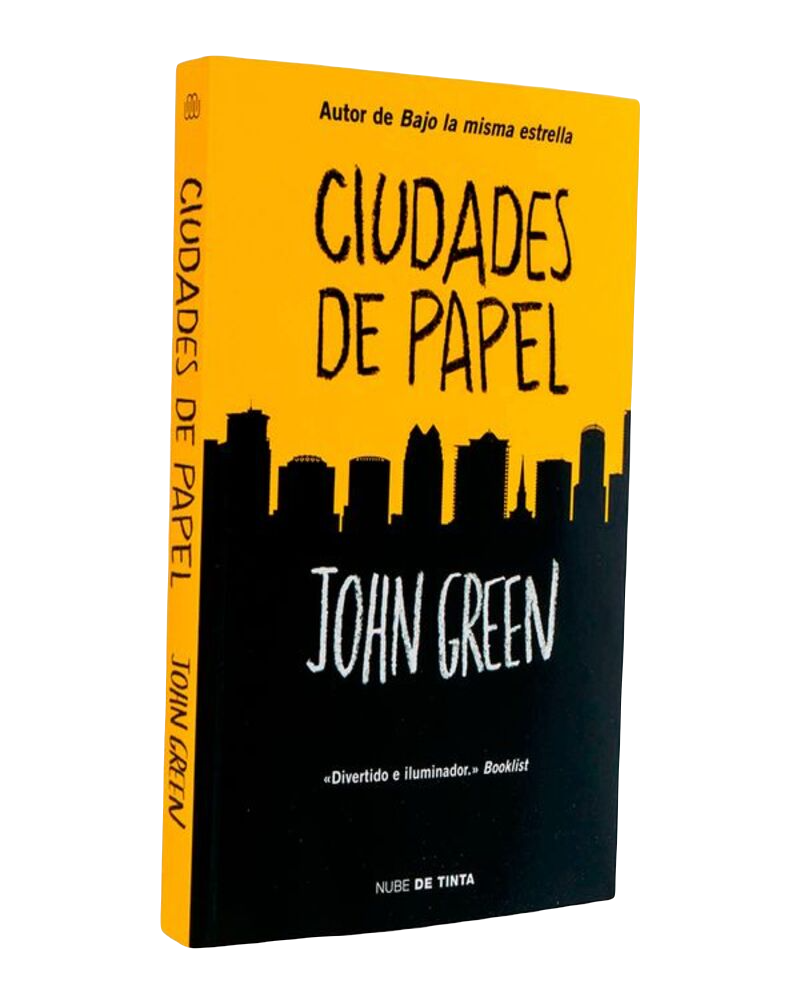 Autor de Bajo la misma estrella
CIUDADES
DE PAPEL
JOHN GREEN
«Divertido e iluminador.» Booklist
NUBE DE TINTA
CIUDADES DE PAPEL
JOHN GREEN